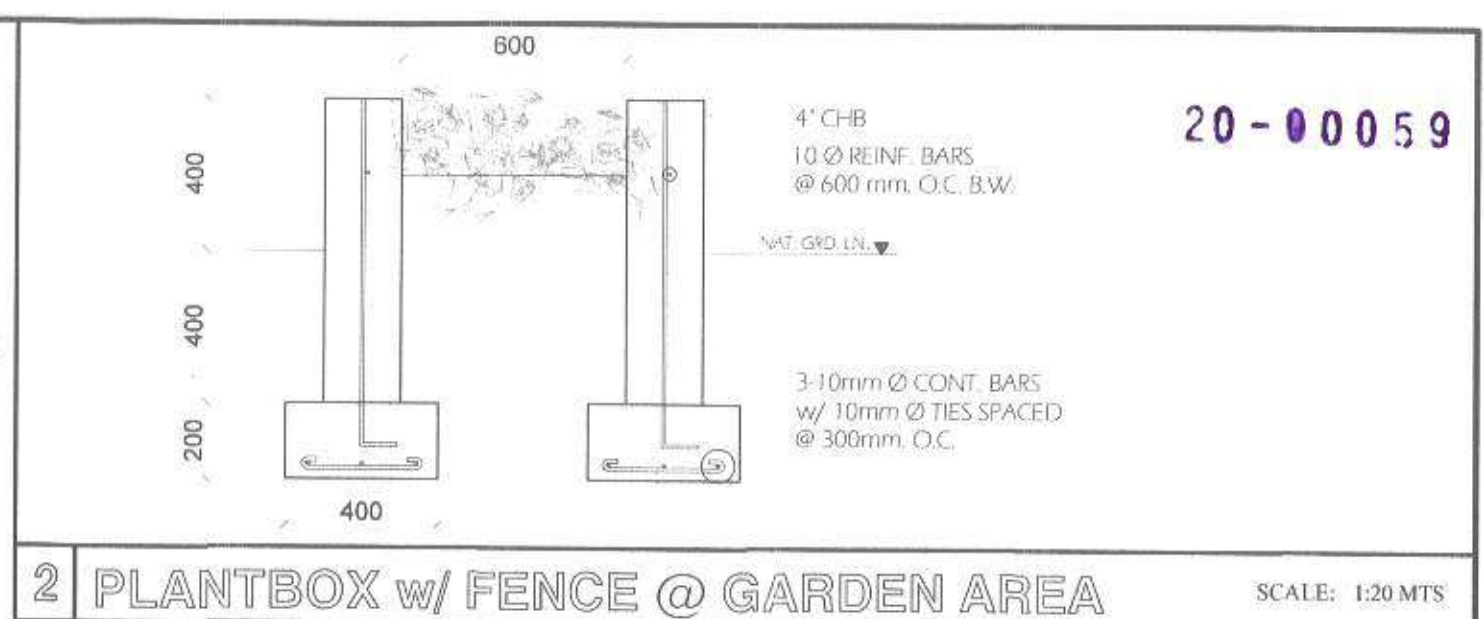 600
20-00059
4" CHB
10 Ø REINF. BARS
@ 600 mm. O.C. B.W.
400
NAT. GRD. LN.
400
3-10mm Ø CONT. BARS
w/ 10mm Ø TIES SPACED
@ 300mm. O.C.
200
400
2 PLANTBOX w/ FENCE @ GARDEN AREA
SCALE: 1:20 MTS